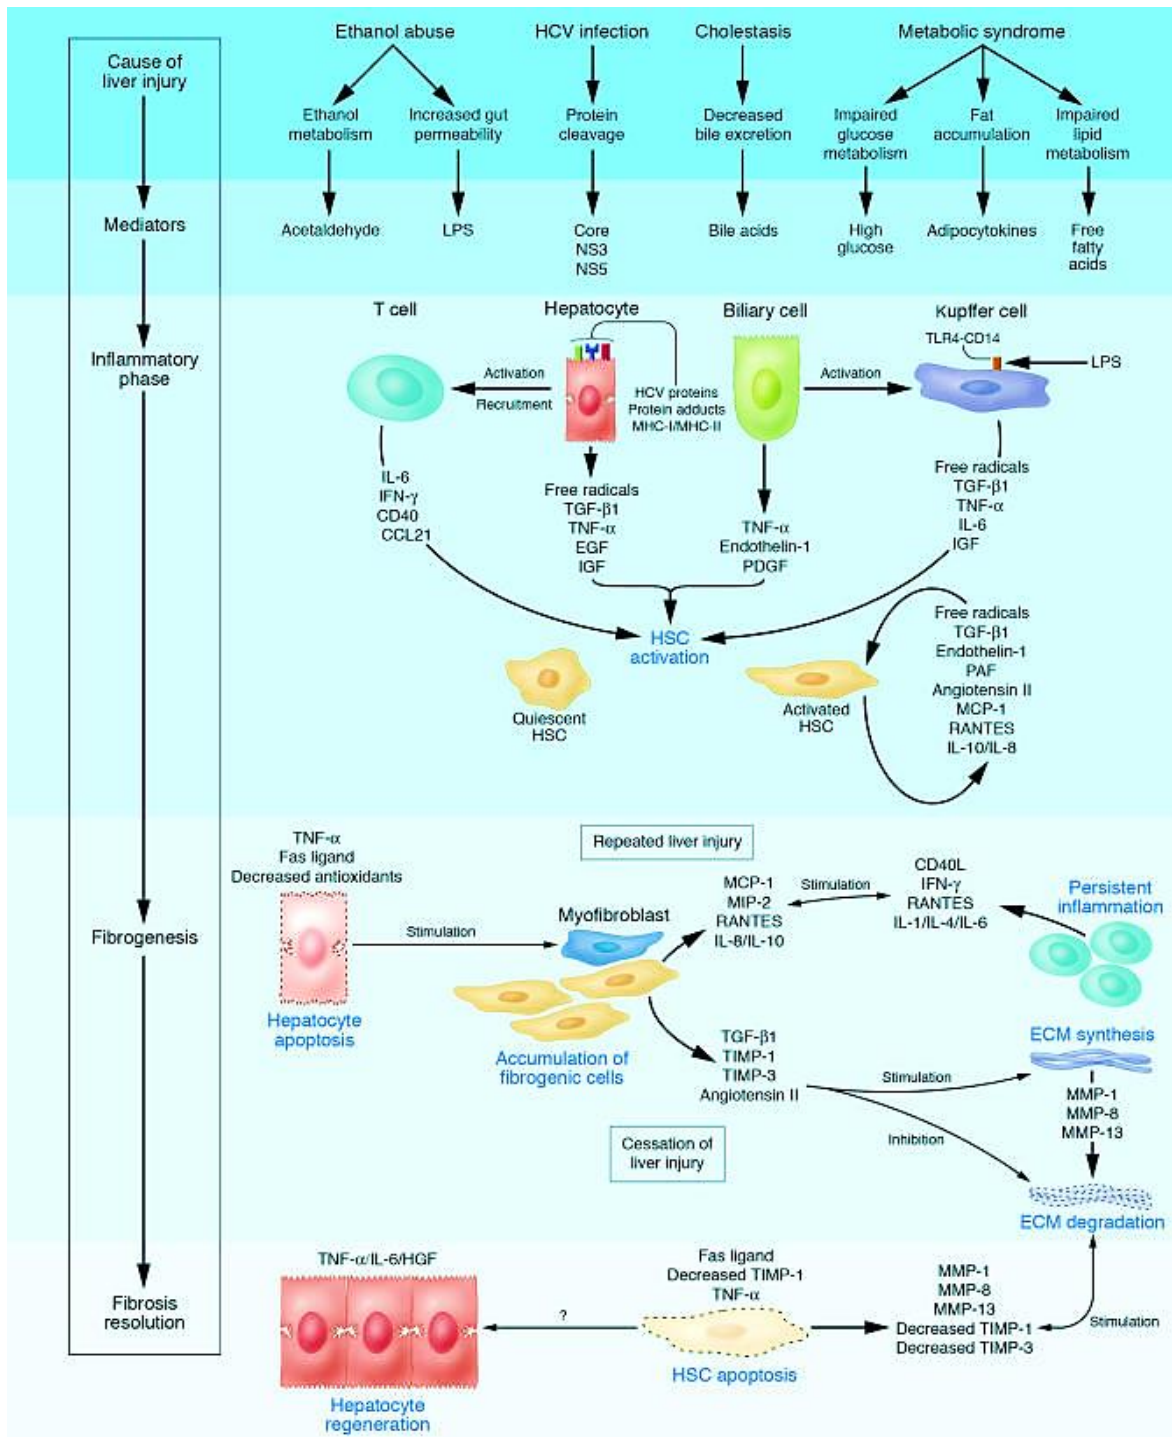 Cause of
liver injury
Mediators
Inflammatory
phase
Fibrogenesis
Fibrosis
resolution
Ethanol abuse
HCV infection
Cholestasis
Metabolic syndrome
Ethanol
metabolism
Increased gut
permeability
Protein
cleavage
Decreased
bile excretion
Impaired
glucose
metabolism
Fat
accumulation
Impaired
lipid
metabolism
Acetaldehyde
LPS
Core
NS3
NS5
Bile acids
High
glucose
Adipocytokines
Free
fatty
acids
T cell
Hepatocyte
Biliary cell
Kupffer cell
TLR4-CD14
LPS
Activation
Recruitment
HCV proteins
Protein adducts
MHC-I/MHC-II
Activation
IL-6
IFN-γ
CD40
CCL21
Free radicals
TGF-β1
TNF-α
EGF
IGF
TNF-α
Endothelin-1
PDGF
Free radicals
TGF-β1
TNF-α
IL-6
IGF
HSC
activation
Quiescent
HSC
Activated
HSC
Free radicals
TGF-β1
Endothelin-1
PAF
Angiotensin II
MCP-1
RANTES
IL-10/IL-8
Repeated liver injury
TNF-α
Fas ligand
Decreased antioxidants
Stimulation
Hepatocyte
apoptosis
Myofibroblast
Accumulation of
fibrogenic cells
MCP-1
MIP-2
RANTES
IL-8/IL-10
Stimulation
CD40L
IFN-γ
RANTES
IL-1/IL-4/IL-6
Persistent
inflammation
TGF-β1
TIMP-1
TIMP-3
Angiotensin II
Stimulation
Inhibition
ECM synthesis
MMP-1
MMP-8
MMP-13
ECM degradation
Cessation of
liver injury
TNF-α/IL-6/HGF
Hepatocyte
regeneration
?
Fas ligand
Decreased TIMP-1
TNF-α
HSC apoptosis
MMP-1
MMP-8
MMP-13
Decreased TIMP-1
Decreased TIMP-3
Stimulation